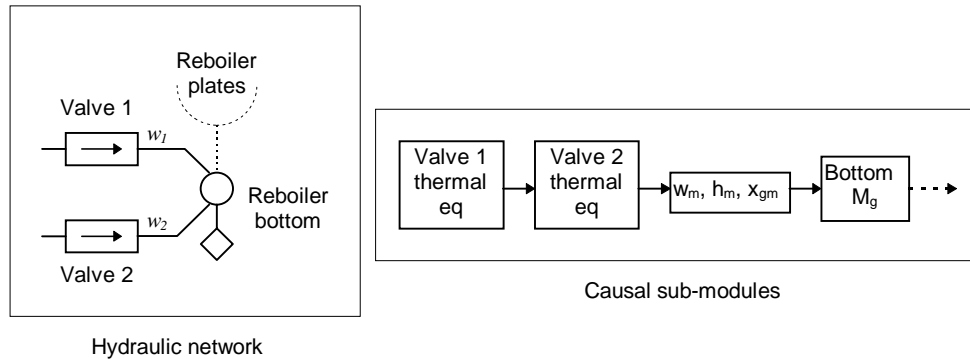 Reboiler
plates
Valve 1
w1
Reboiler
bottom
w2
Valve 2
Hydraulic network
Valve 1
thermal
eq
Valve 2
thermal
eq
wm, hm, xgm
Bottom
Mg
Causal sub-modules